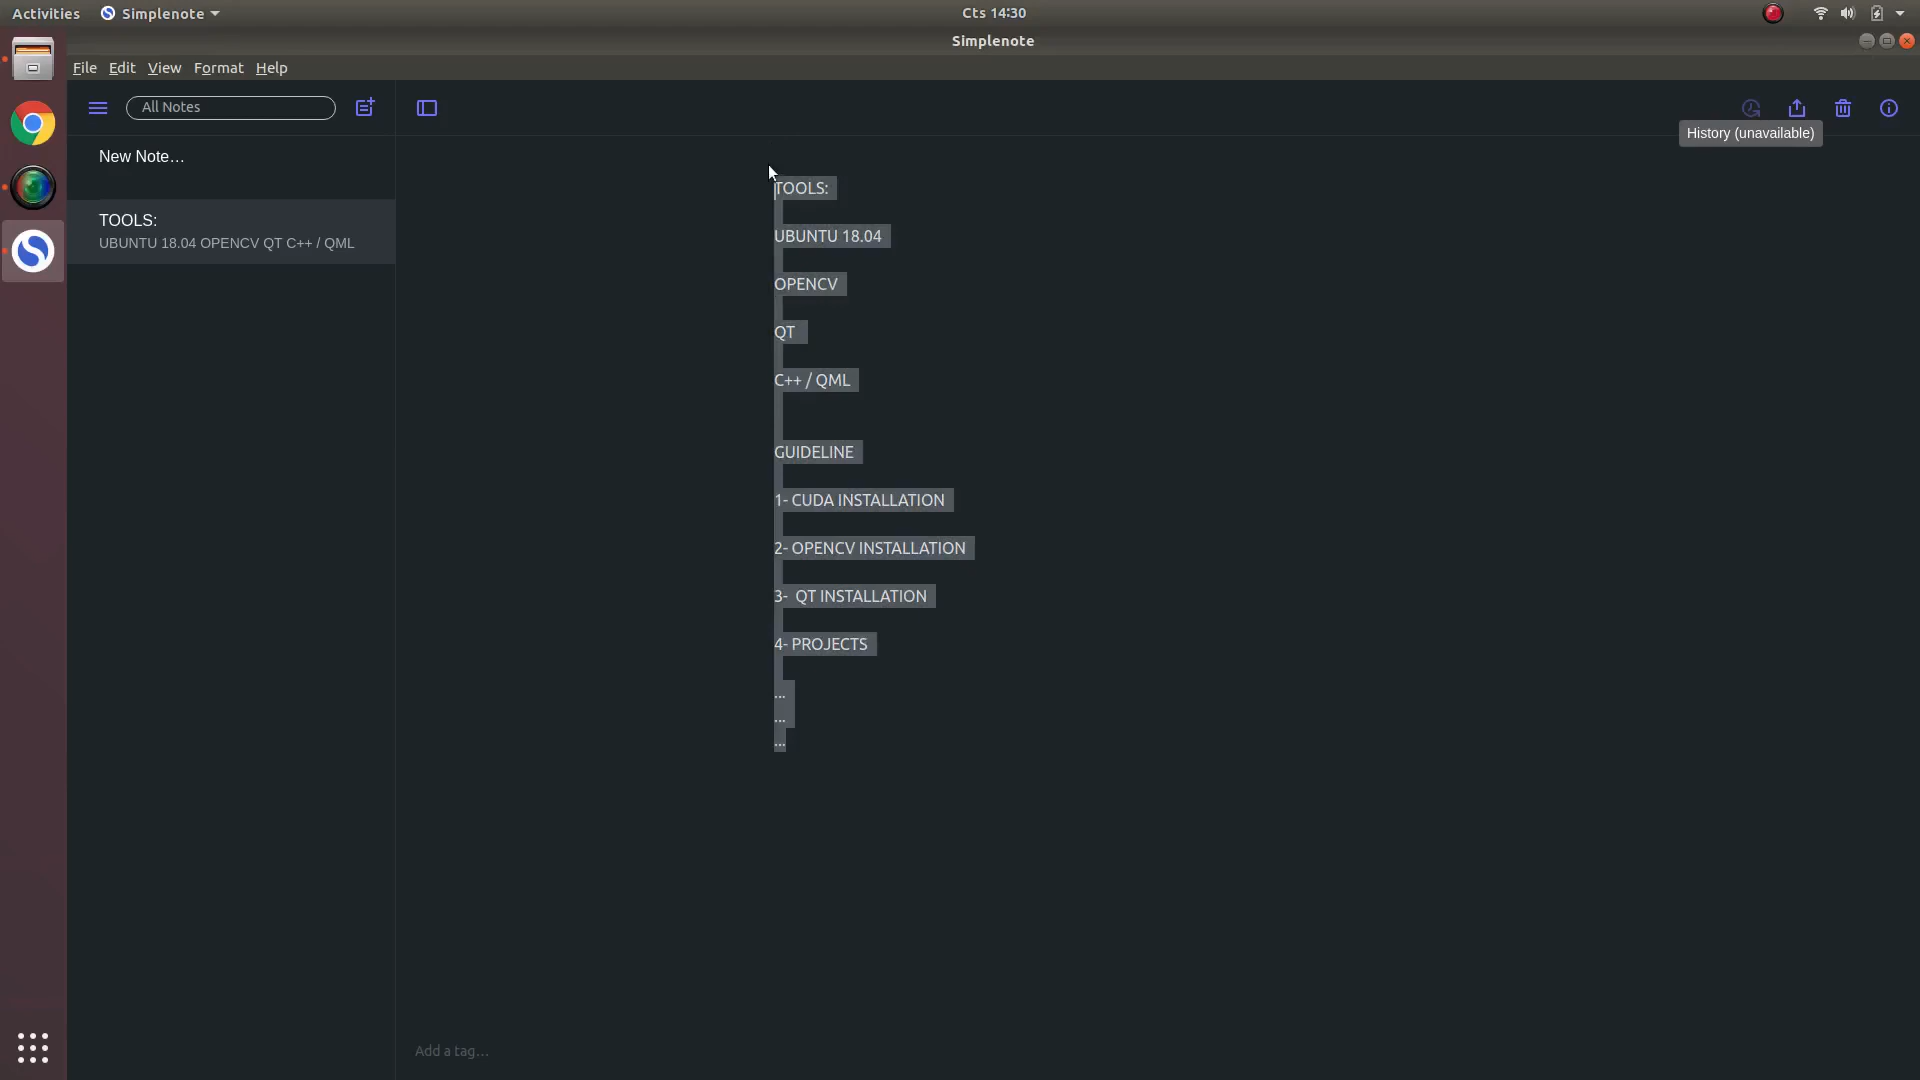 Activities
Simplenote
Cts 14:30
Simplenote
File Edit View Format Help
All Notes
History (unavailable)
New Note…
TOOLS:
UBUNTU 18.04 OPENCV QT C++ / QML
TOOLS:
UBUNTU 18.04
OPENCV
QT
C++ / QML
GUIDELINE
1- CUDA INSTALLATION
2- OPENCV INSTALLATION
3-  QT INSTALLATION
4- PROJECTS
...
...
...
Add a tag…